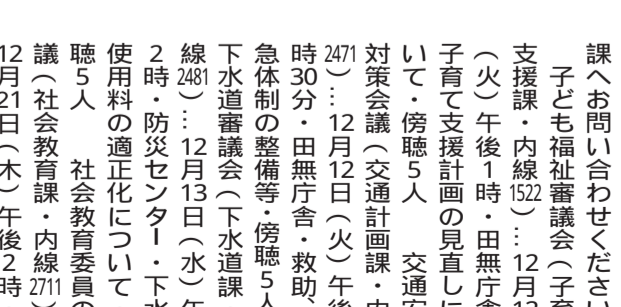 課へお問い合わせくださ
子ども福祉審議会(子育
支援課・内線1522)…12月12
(火)午後1時・田無庁舎
子育て支援計画の見直しに
いて・傍聴5人 交通安
対策会議(交通計画課・内
2471)…12月12日(火)午後
時30分・田無庁舎・救助、
急体制の整備等・傍聴5人
下水道審議会(下水道課
線2481)…12月13日(水)午
2時・防災センター・下水
使用料の適正化について
聴5人 社会教育委員の
議(社会教育課・内線2711)
12月21日(木)午後2時